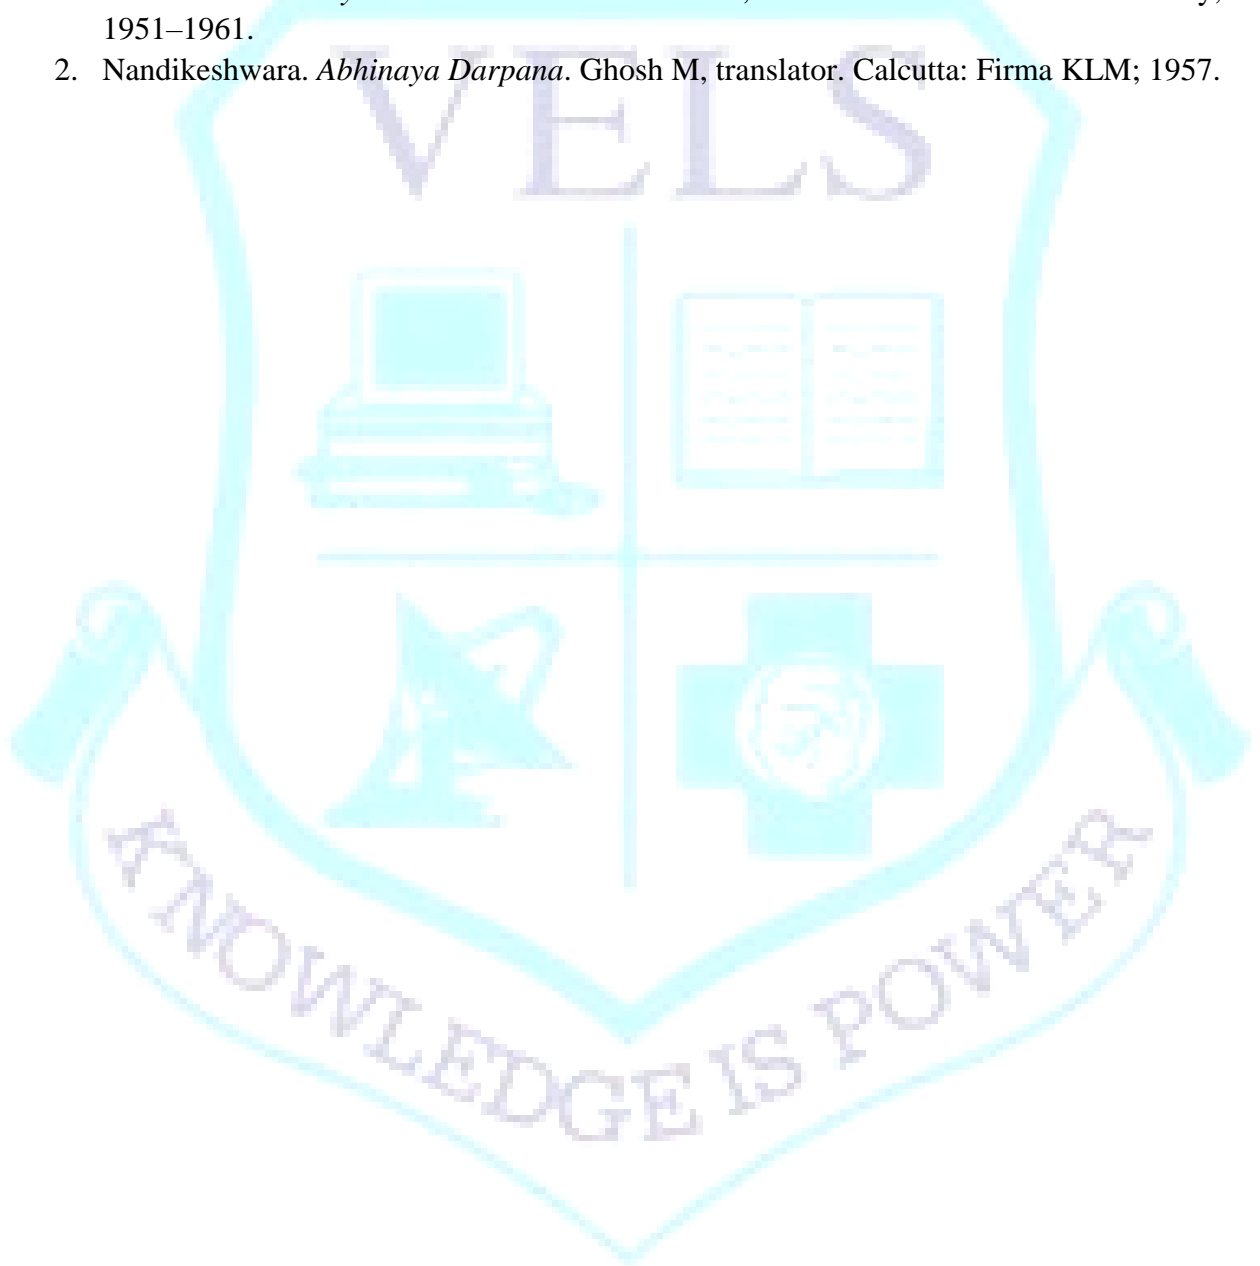 1951–1961.
2. Nandikeshwara. Abhinaya Darpana. Ghosh M, translator. Calcutta: Firma KLM; 1957.
VELS
KNOWLEDGE IS POWER